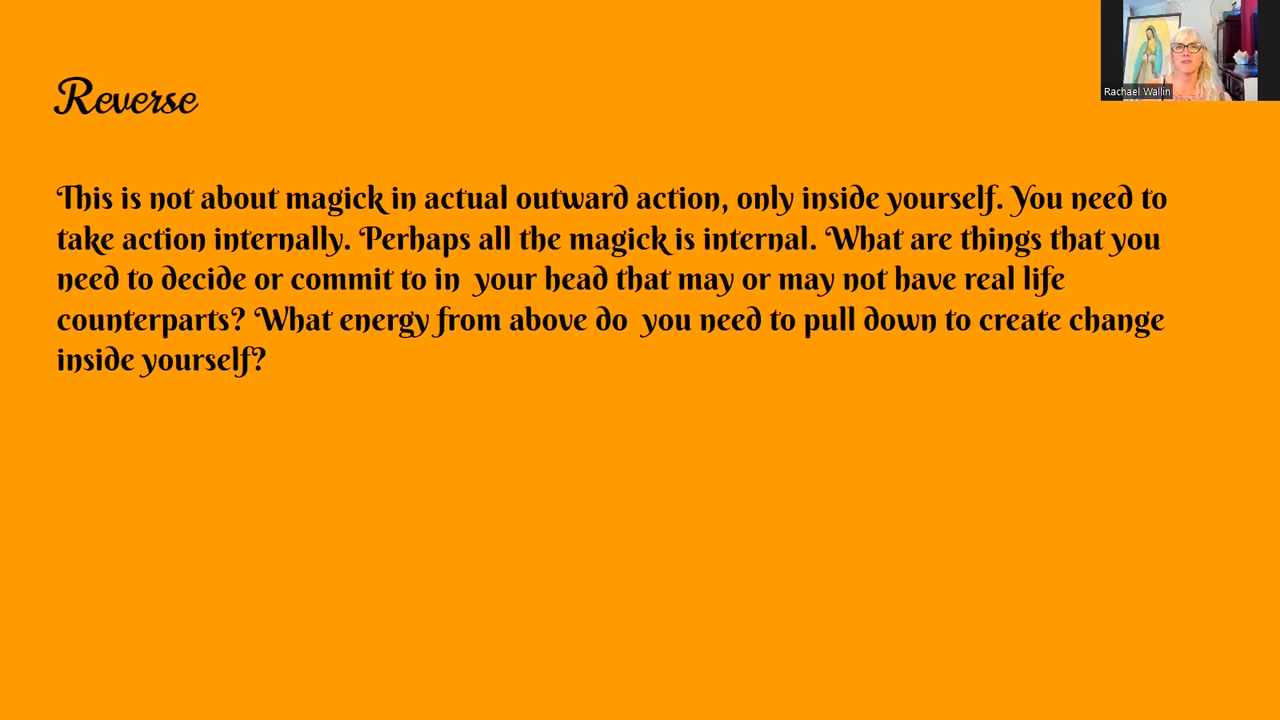 Rachael Wallin
Reverse
This is not about magick in actual outward action, only inside yourself. You need to
take action internally. Perhaps all the magick is internal. What are things that you
need to decide or commit to in  your head that may or may not have real life
counterparts? What energy from above do  you need to pull down to create change
inside yourself?